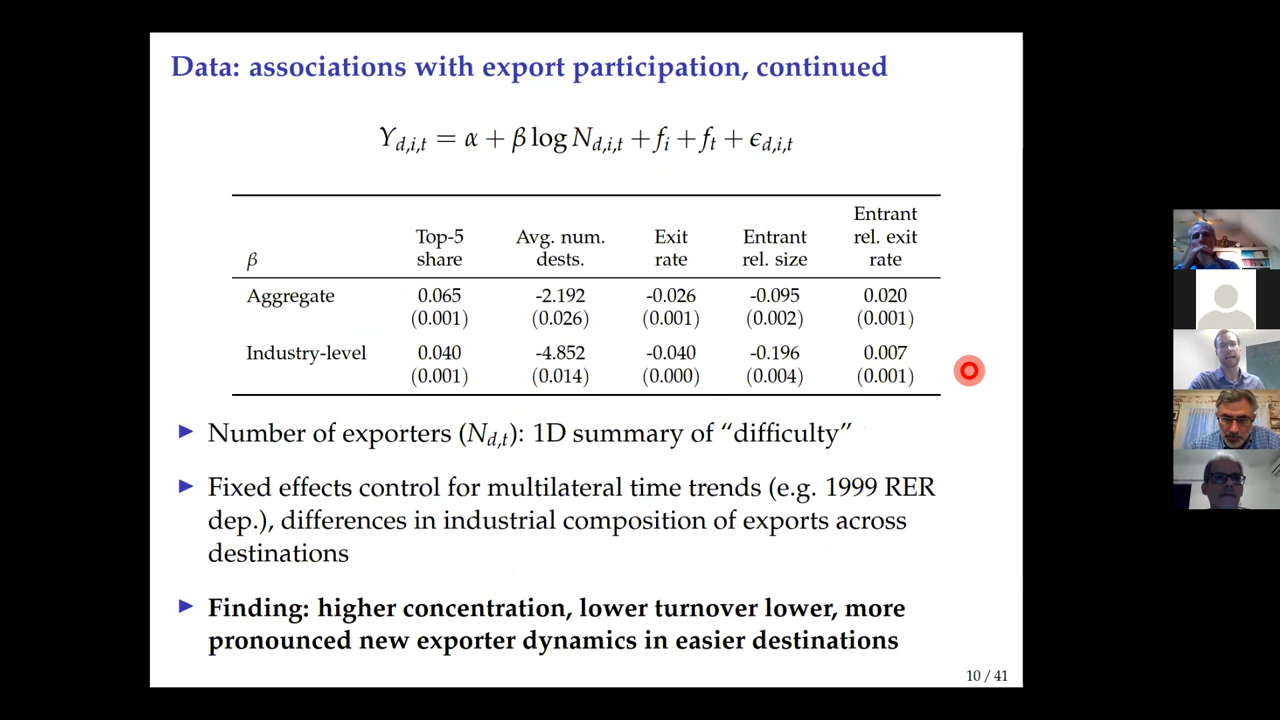 Data: associations with export participation, continued
Y_{d,i,t} = α + β log N_{d,i,t} + f_i + f_t + ϵ_{d,i,t}
β Top-5 share Avg. num. dests. Exit rate Entrant rel. size Entrant rel. exit rate
Aggregate 0.065 -2.192 -0.026 -0.095 0.020
(0.001) (0.026) (0.001) (0.002) (0.001)
Industry-level 0.040 -4.852 -0.040 -0.196 0.007
(0.001) (0.014) (0.000) (0.004) (0.001)
▶ Number of exporters (N_{d,t}): 1D summary of “difficulty”
▶ Fixed effects control for multilateral time trends (e.g. 1999 RER
dep.), differences in industrial composition of exports across
destinations
▶ Finding: higher concentration, lower turnover lower, more
pronounced new exporter dynamics in easier destinations
10 / 41